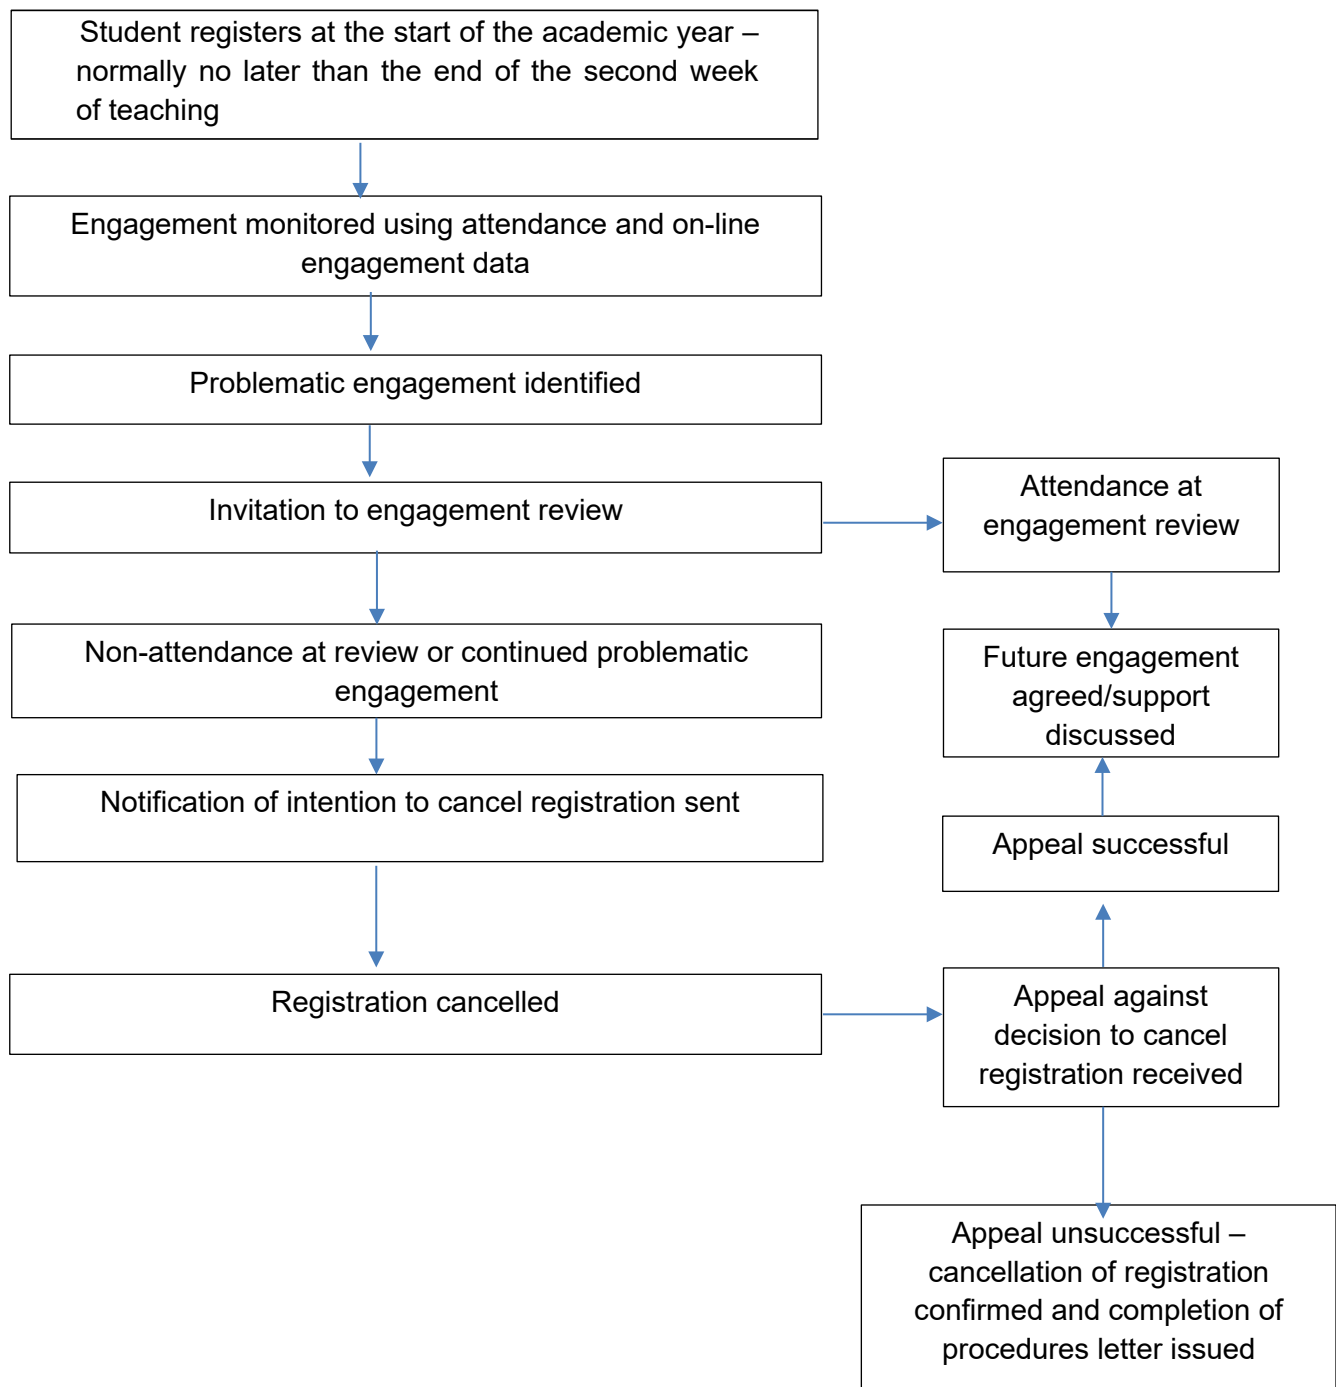 Student registers at the start of the academic year –
normally no later than the end of the second week
of teaching
Engagement monitored using attendance and on-line
engagement data
Problematic engagement identified
Invitation to engagement review
Attendance at
engagement review
Non-attendance at review or continued problematic
engagement
Future engagement
agreed/support
discussed
Notification of intention to cancel registration sent
Appeal successful
Registration cancelled
Appeal against
decision to cancel
registration received
Appeal unsuccessful –
cancellation of registration
confirmed and completion of
procedures letter issued